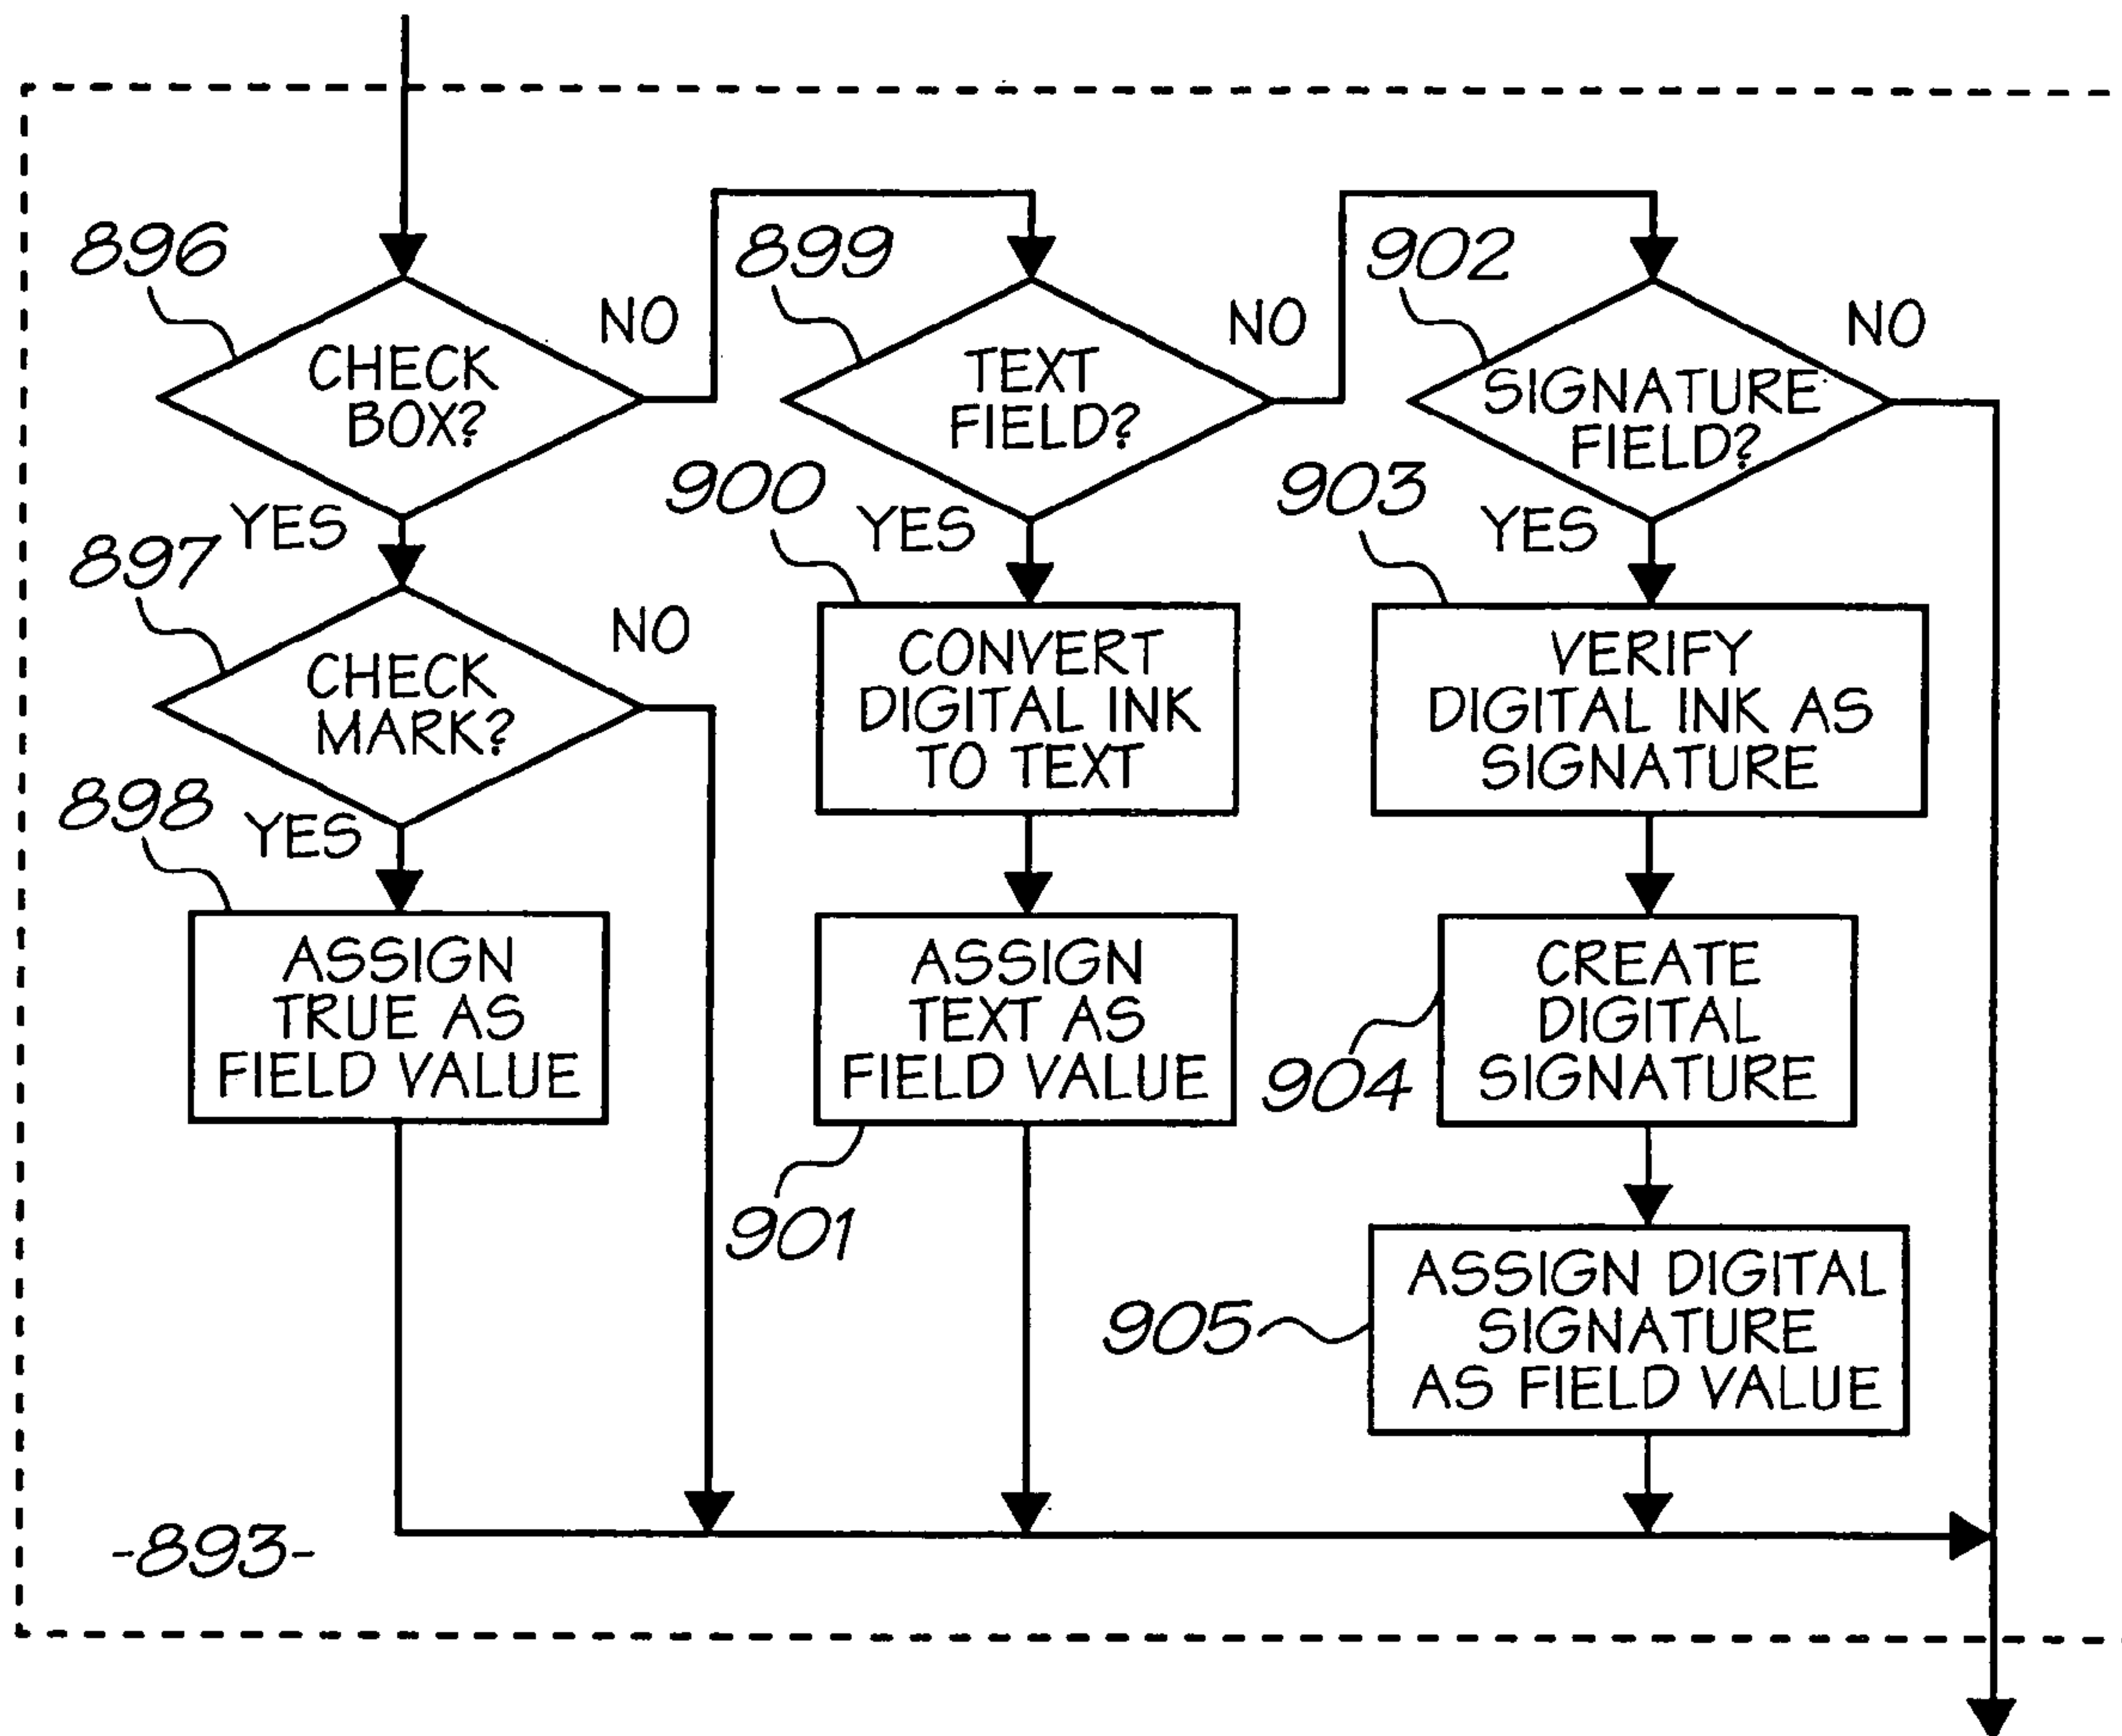 896
CHECK
BOX?
NO
YES
897
CHECK
MARK?
NO
YES
898
ASSIGN
TRUE AS
FIELD VALUE
899
TEXT
FIELD?
NO
YES
900
CONVERT
DIGITAL INK
TO TEXT
ASSIGN
TEXT AS
FIELD VALUE
901
902
SIGNATURE
FIELD?
NO
YES
903
VERIFY
DIGITAL INK AS
SIGNATURE
CREATE
DIGITAL
SIGNATURE
904
ASSIGN DIGITAL
SIGNATURE
AS FIELD VALUE
905
-893-